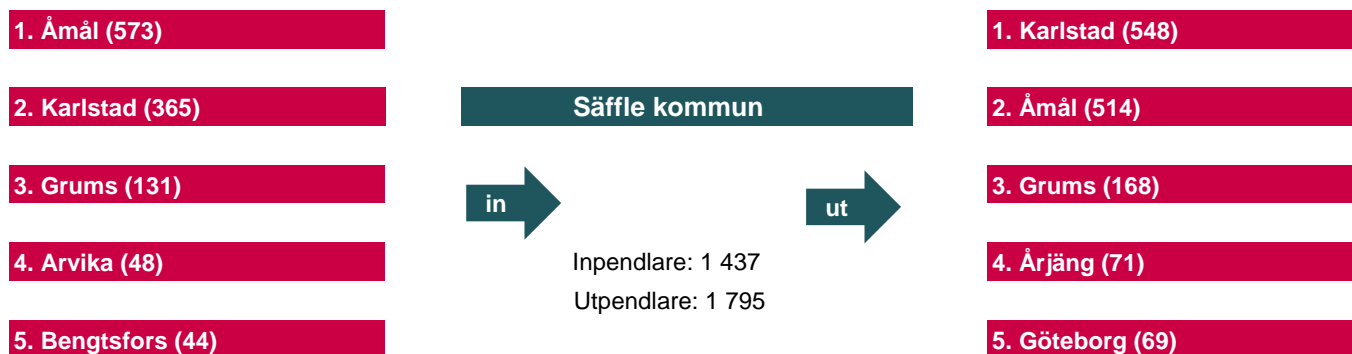 1. Åmål (573)
2. Karlstad (365)
3. Grums (131)
4. Arvika (48)
5. Bengtsfors (44)
Säffle kommun
in
ut
Inpendlare: 1 437
Utpendlare: 1 795
1. Karlstad (548)
2. Åmål (514)
3. Grums (168)
4. Årjäng (71)
5. Göteborg (69)